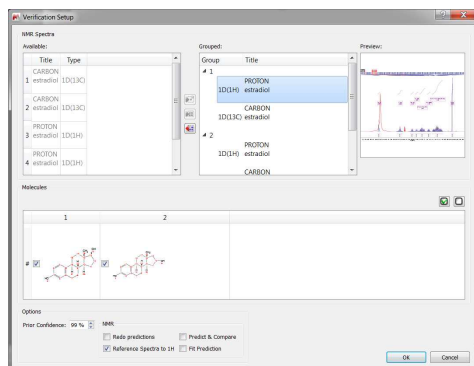 Verification Setup
NMR Spectra
Available:
Grouped:
Preview:
Title Type
1 CARBON estradiol 1D(13C)
2 CARBON estradiol 1D(13C)
3 PROTON estradiol 1D(1H)
4 PROTON estradiol 1D(1H)
Group Title
1
1D(1H) PROTON estradiol
1D(13C) CARBON estradiol
2
1D(1H) PROTON estradiol
CARBON
Molecules
1 2
#
Options
Prior Confidence: 99 %
NMR
Redo predictions
Predict & Compare
Reference Spectra to 1H
Fit Prediction
OK Cancel